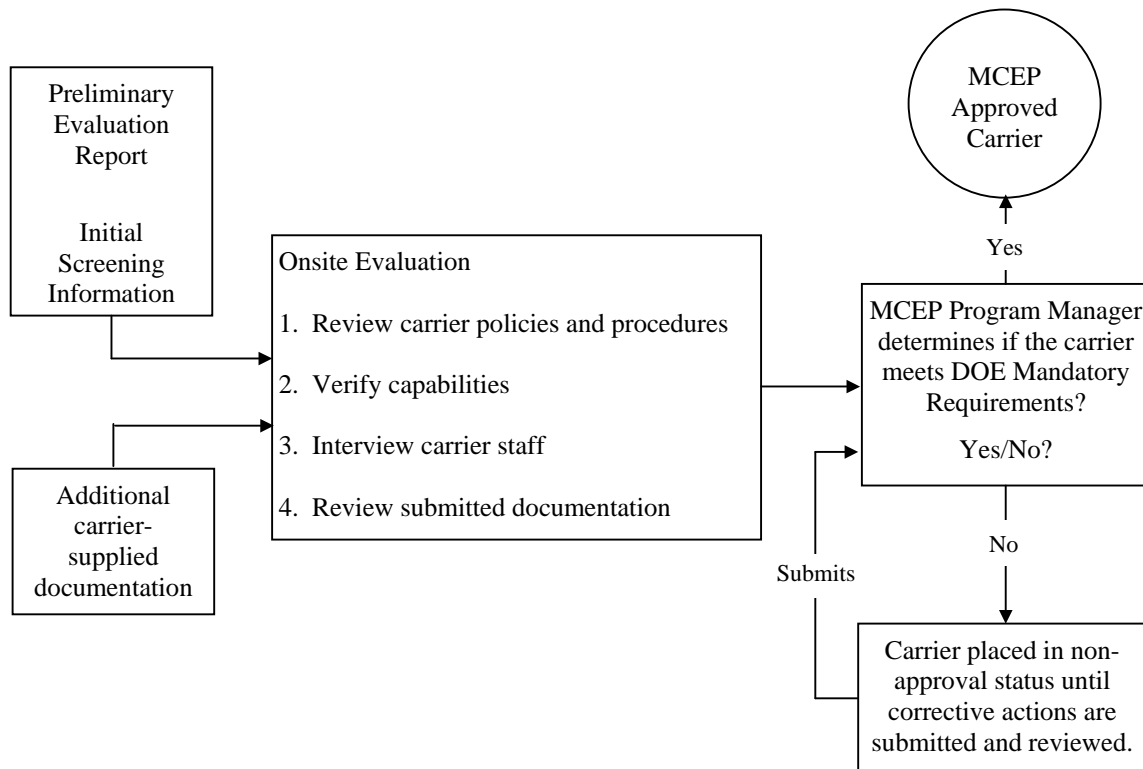 Preliminary
Evaluation
Report
Initial
Screening
Information
Additional
carrier-
supplied
documentation
Onsite Evaluation
1. Review carrier policies and procedures
2. Verify capabilities
3. Interview carrier staff
4. Review submitted documentation
MCEP
Approved
Carrier
Yes
MCEP Program Manager
determines if the carrier
meets DOE Mandatory
Requirements?
Yes/No?
No
Submits
Carrier placed in non-
approval status until
corrective actions are
submitted and reviewed.